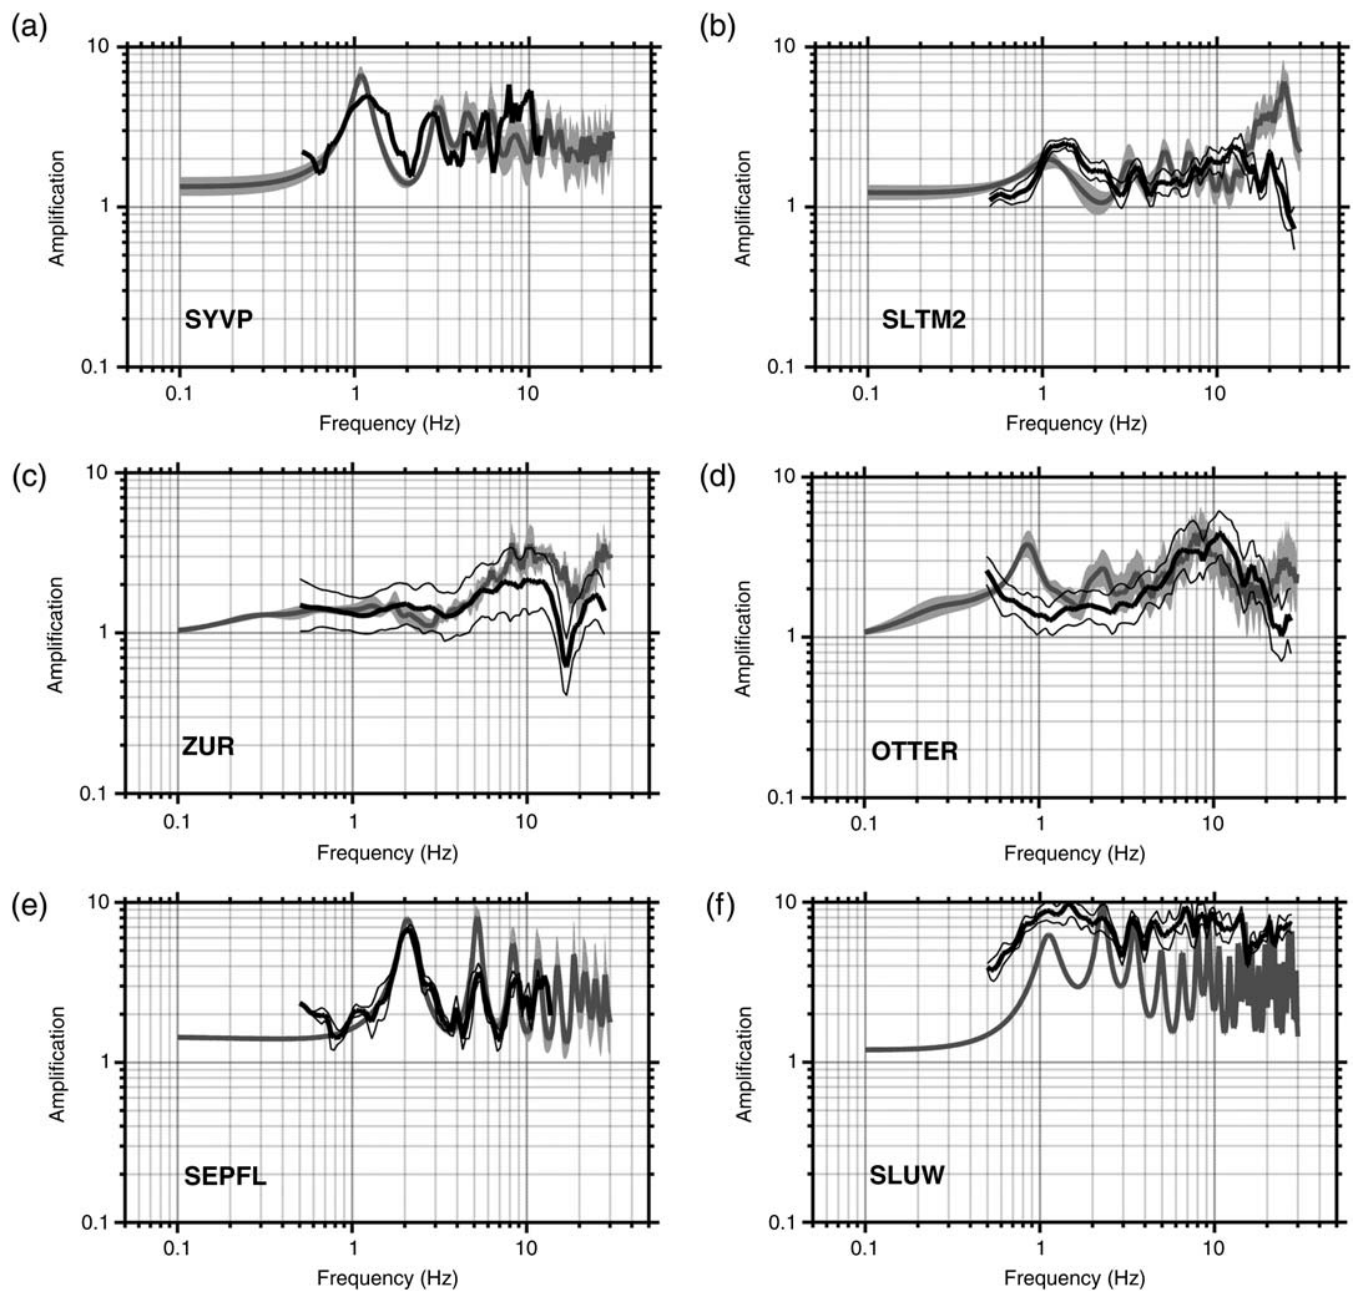 (a)
10
Amplification
1
SYVP
0.1
0.1 1 10
Frequency (Hz)
(b)
10
Amplification
1
SLTM2
0.1
0.1 1 10
Frequency (Hz)
(c)
10
Amplification
1
ZUR
0.1
0.1 1 10
Frequency (Hz)
(d)
10
Amplification
1
OTTER
0.1
0.1 1 10
Frequency (Hz)
(e)
10
Amplification
1
SEPFL
0.1
0.1 1 10
Frequency (Hz)
(f)
10
Amplification
1
SLUW
0.1
0.1 1 10
Frequency (Hz)